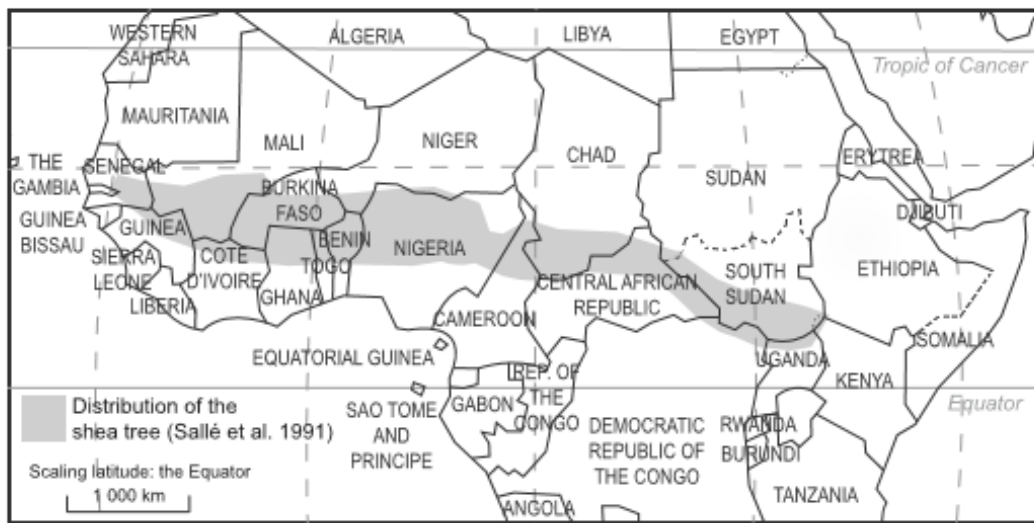 WESTERN
SAHARA
ALGERIA
LIBYA
EGYPT
Tropic of Cancer
MAURITANIA
MALI
NIGER
CHAD
SUDAN
ERYTREA
THE
GAMBIA
SENEGAL
BURKINA
FASO
DJIBUTI
GUINEA
BISSAU
GUINEA
BENIN
NIGERIA
SIERRA
LEONE
COTE
D'IVOIRE
TOGO
CENTRAL AFRICAN
REPUBLIC
SOUTH
SUDAN
ETHIOPIA
LIBERIA
GHANA
CAMEROON
SOMALIA
EQUATORIAL GUINEA
UGANDA
KENYA
REP. OF
THE
CONGO
GABON
Equator
SAO TOME
AND
PRINCIPE
DEMOCRATIC
REPUBLIC OF
THE CONGO
RWANDA
BURUNDI
TANZANIA
ANGOLA
Distribution of the
shea tree (Sallé et al. 1991)
Scaling latitude: the Equator
1 000 km